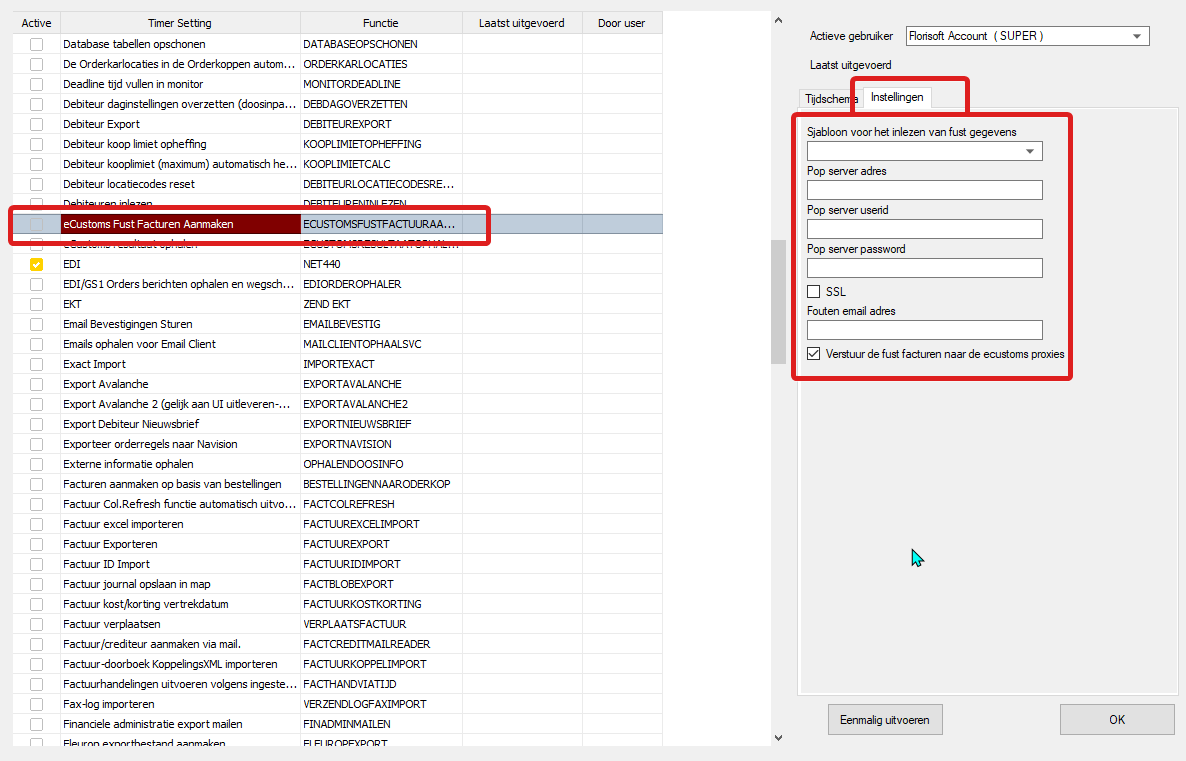 Active Timer Setting Functie Laatst uitgevoerd Door user
Database tabellen opschonen DATABASEOPSCHONEN
De Orderkarlocaties in de Orderkoppen autom... ORDERKARLOCATIES
Deadline tijd vullen in monitor MONITORDEADLINE
Debiteur daginstellingen overzetten (doosinpa... DEBDAGOVERZETTEN
Debiteur Export DEBITEUREXPORT
Debiteur koop limiet opheffing KOOPLIMIETOPHEFFING
Debiteur kooplimiet (maximum) automatisch he... KOOPLIMIETCALC
Debiteur locatiecodes reset DEBITEURLOCATIECODESRE...
Debiteuren inlezen DEBITEURENINLEZEN
eCustoms Fust Facturen Aanmaken ECUSTOMSFUSTFACTUURAA...
eCustoms resultaat ophalen ECUSTOMSRESULTAATOPHAL...
EDI NET440
EDI/GS1 Orders berichten ophalen en wegsch... EDIORDEROPHALER
EKT ZEND EKT
Email Bevestigingen Sturen EMAILBEVESTIG
Emails ophalen voor Email Client MAILCLIENTOPHAALSVC
Exact Import IMPORTEXACT
Export Avalanche EXPORTAVALANCHE
Export Avalanche 2 (gelijk aan UI uitleveren-... EXPORTAVALANCHE2
Export Debiteur Nieuwsbrief EXPORTNIEUWSBRIEF
Exporteer orderregels naar Navision EXPORTNAVISION
Externe informatie ophalen OPHALENDOOSINFO
Facturen aanmaken op basis van bestellingen BESTELLINGENNAARODERKOP
Factuur Col.Refresh functie automatisch uitvo... FACTCOLREFRESH
Factuur excel importeren FACTUUREXCELIMPORT
Factuur Exporteren FACTUUREXPORT
Factuur ID Import FACTUURIDIMPORT
Factuur journal opslaan in map FACTBLOBEXPORT
Factuur kost/korting vertrekdatum FACTUURKOSTKORTING
Factuur verplaatsen VERPLAATSFACTUUR
Factuur/crediteur aanmaken via mail. FACTCREDITMAILREADER
Factuur-doorboek KoppelingsXML importeren FACTUURKOPPELIMPORT
Factuurhandelingen uitvoeren volgens ingeste... FACTHANDVIATIJD
Fax-log importeren VERZENDLOGFAXIMPORT
Financiele administratie export mailen FINADMINMAILEN
Fleurop exportbestand aanmaken FLEUROPEXPORT
Actieve gebruiker Florisoft Account ( SUPER )
Laatst uitgevoerd
Tijdschema Instellingen
Sjabloon voor het inlezen van fust gegevens
Pop server adres
Pop server userid
Pop server password
SSL
Fouten email adres
Verstuur de fust facturen naar de ecustoms proxies
Eenmalig uitvoeren OK